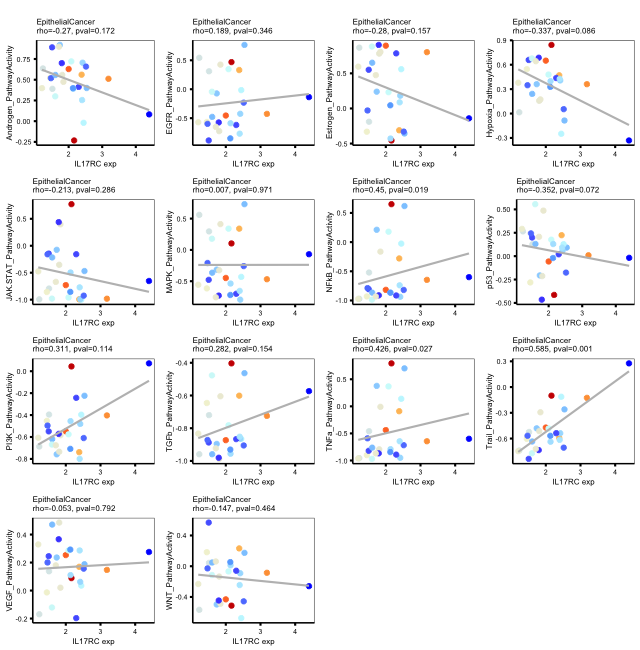 EpithelialCancer
rho=-0.27, pval=0.172
Androgen_PathwayActivity
0.75
0.50
0.25
0.00
-0.25
2
3
4
IL17RC exp
EpithelialCancer
rho=0.189, pval=0.346
EGFR_PathwayActivity
0.5
0.0
-0.5
2
3
4
IL17RC exp
EpithelialCancer
rho=-0.28, pval=0.157
Estrogen_PathwayActivity
0.5
0.0
-0.5
2
3
4
IL17RC exp
EpithelialCancer
rho=-0.337, pval=0.086
Hypoxia_PathwayActivity
0.9
0.6
0.3
0.0
-0.3
2
3
4
IL17RC exp
EpithelialCancer
rho=-0.213, pval=0.286
JAK-STAT_PathwayActivity
0.5
0.0
-0.5
-1.0
2
3
4
IL17RC exp
EpithelialCancer
rho=0.007, pval=0.971
MAPK_PathwayActivity
0.5
0.0
-0.5
2
3
4
IL17RC exp
EpithelialCancer
rho=0.45, pval=0.019
NFkB_PathwayActivity
0.5
0.0
-0.5
-1.0
2
3
4
IL17RC exp
EpithelialCancer
rho=-0.352, pval=0.072
p53_PathwayActivity
0.50
0.25
0.00
-0.25
-0.50
2
3
4
IL17RC exp
EpithelialCancer
rho=0.311, pval=0.114
PI3K_PathwayActivity
0.0
-0.2
-0.4
-0.6
-0.8
2
3
4
IL17RC exp
EpithelialCancer
rho=0.282, pval=0.154
TGFb_PathwayActivity
-0.4
-0.6
-0.8
-1.0
2
3
4
IL17RC exp
EpithelialCancer
rho=0.426, pval=0.027
TNFa_PathwayActivity
0.5
0.0
-0.5
-1.0
2
3
4
IL17RC exp
EpithelialCancer
rho=0.585, pval=0.001
Trail_PathwayActivity
0.3
0.0
-0.3
-0.6
2
3
4
IL17RC exp
EpithelialCancer
rho=-0.053, pval=0.792
VEGF_PathwayActivity
0.4
0.2
0.0
-0.2
2
3
4
IL17RC exp
EpithelialCancer
rho=-0.147, pval=0.464
WNT_PathwayActivity
0.4
0.0
-0.4
2
3
4
IL17RC exp